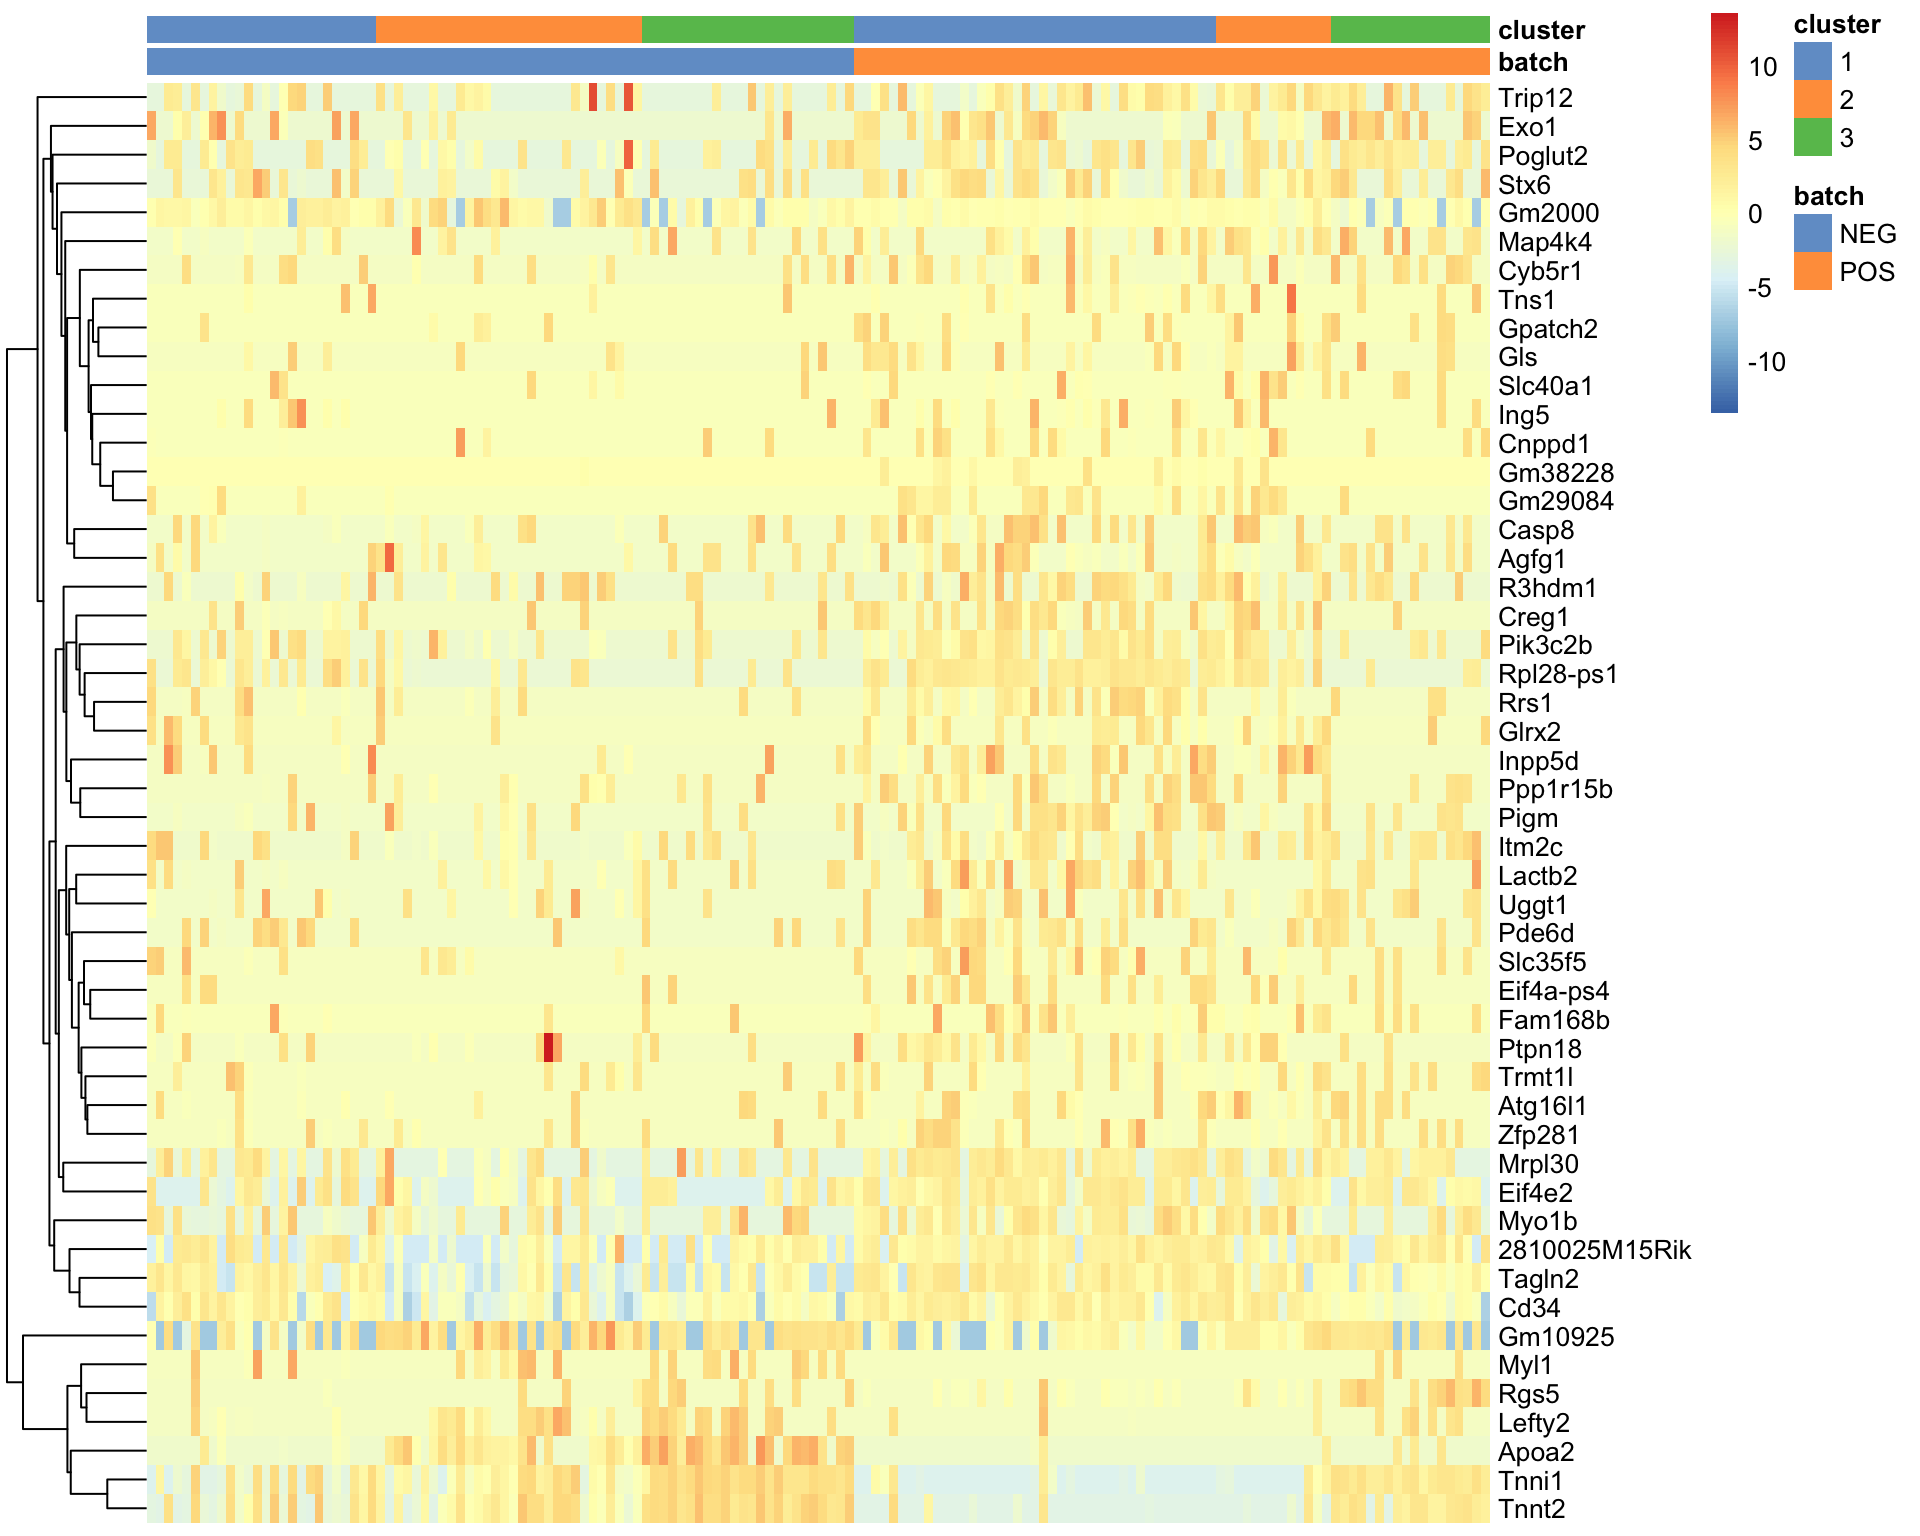 cluster
batch
Trip12
Exo1
Poglut2
Stx6
Gm2000
Map4k4
Cyb5r1
Tns1
Gpatch2
Gls
Slc40a1
Ing5
Cnppd1
Gm38228
Gm29084
Casp8
Agfg1
R3hdm1
Creg1
Pik3c2b
Rpl28-ps1
Rrs1
Glrx2
Inpp5d
Ppp1r15b
Pigm
Itm2c
Lactb2
Uggt1
Pde6d
Slc35f5
Eif4a-ps4
Fam168b
Ptpn18
Trmt1l
Atg16l1
Zfp281
Mrpl30
Eif4e2
Myo1b
2810025M15Rik
Tagln2
Cd34
Gm10925
Myl1
Rgs5
Lefty2
Apoa2
Tnni1
Tnnt2
10
5
0
-5
-10
cluster
1
2
3
batch
NEG
POS